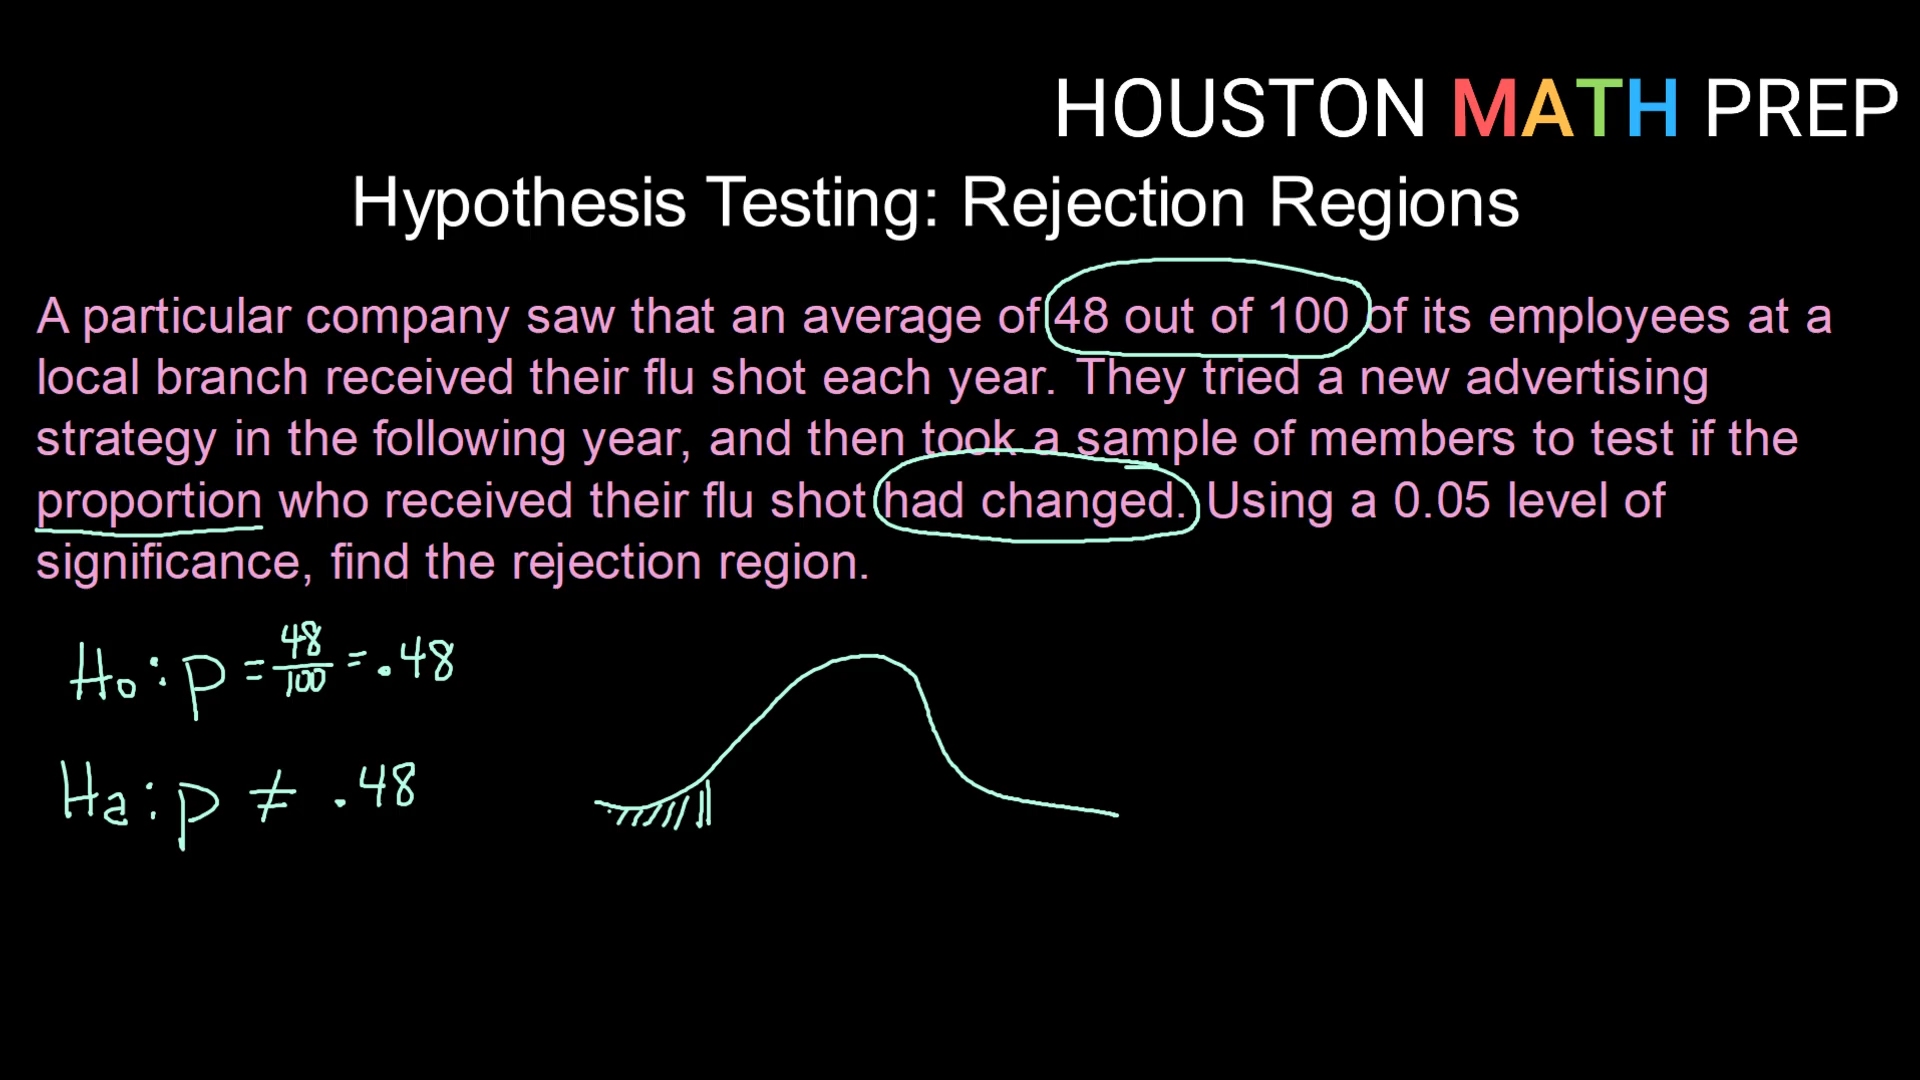 HOUSTON MATH PREP
Hypothesis Testing: Rejection Regions
A particular company saw that an average of 48 out of 100 of its employees at a
local branch received their flu shot each year. They tried a new advertising
strategy in the following year, and then took a sample of members to test if the
proportion who received their flu shot had changed. Using a 0.05 level of
significance, find the rejection region.
H₀: p = 48/100 = .48
Hₐ: p ≠ .48